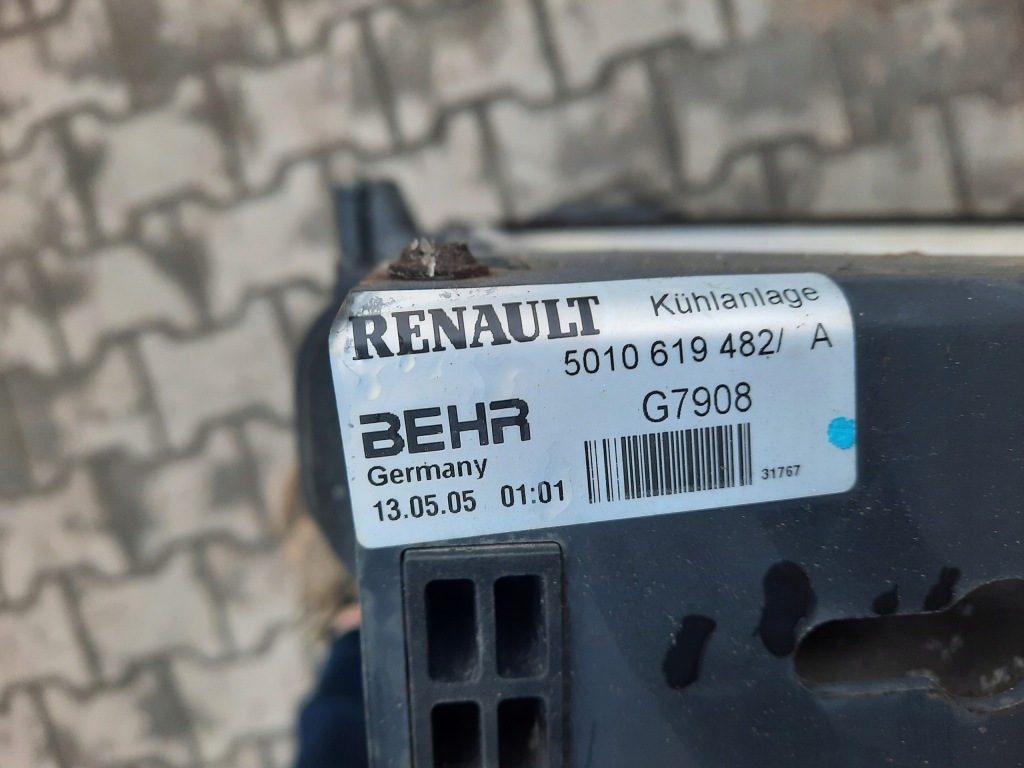 RENAULT Kühlanlage
5010 619 482/ A
BEHR G7908
Germany
13.05.05 01:01 31767